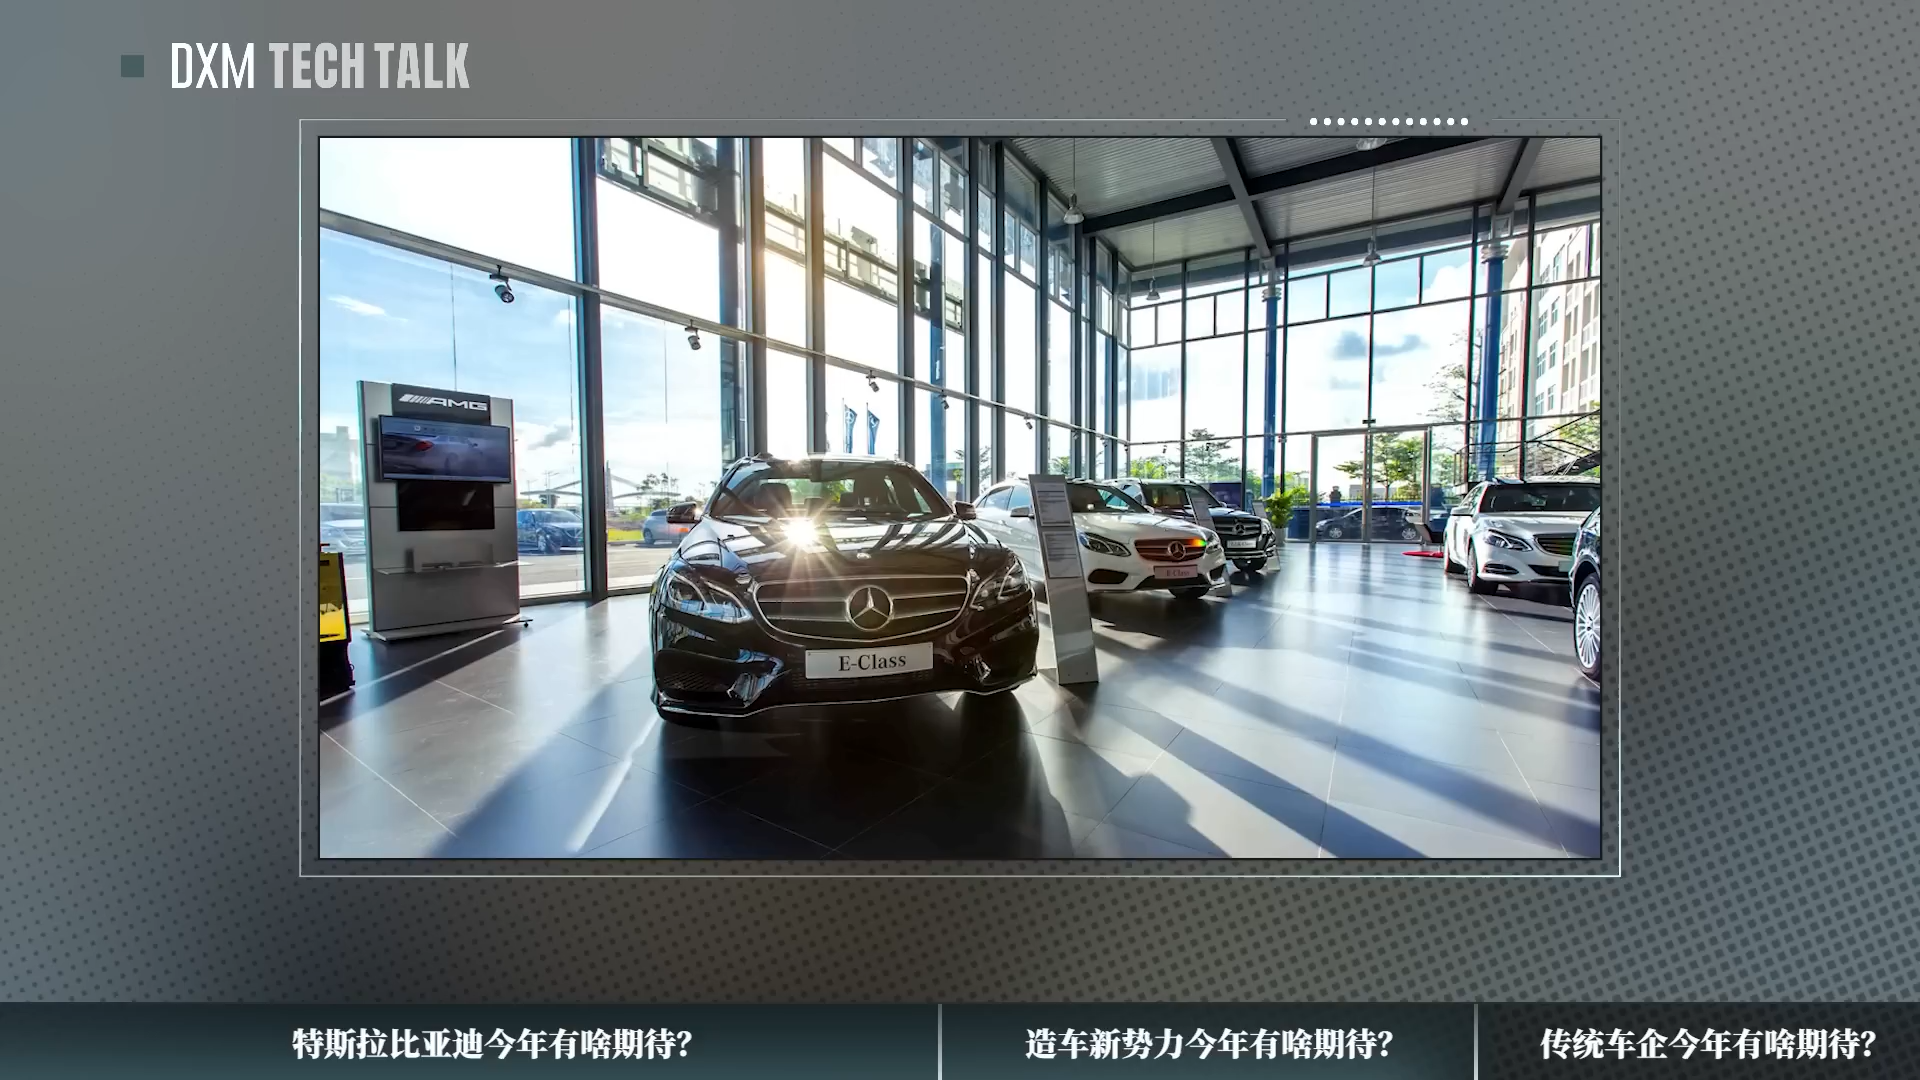 DXM TECH TALK
AMG
E-Class
E-Class
特斯拉比亚迪今年有啥期待?
造车新势力今年有啥期待?
传统车企今年有啥期待?